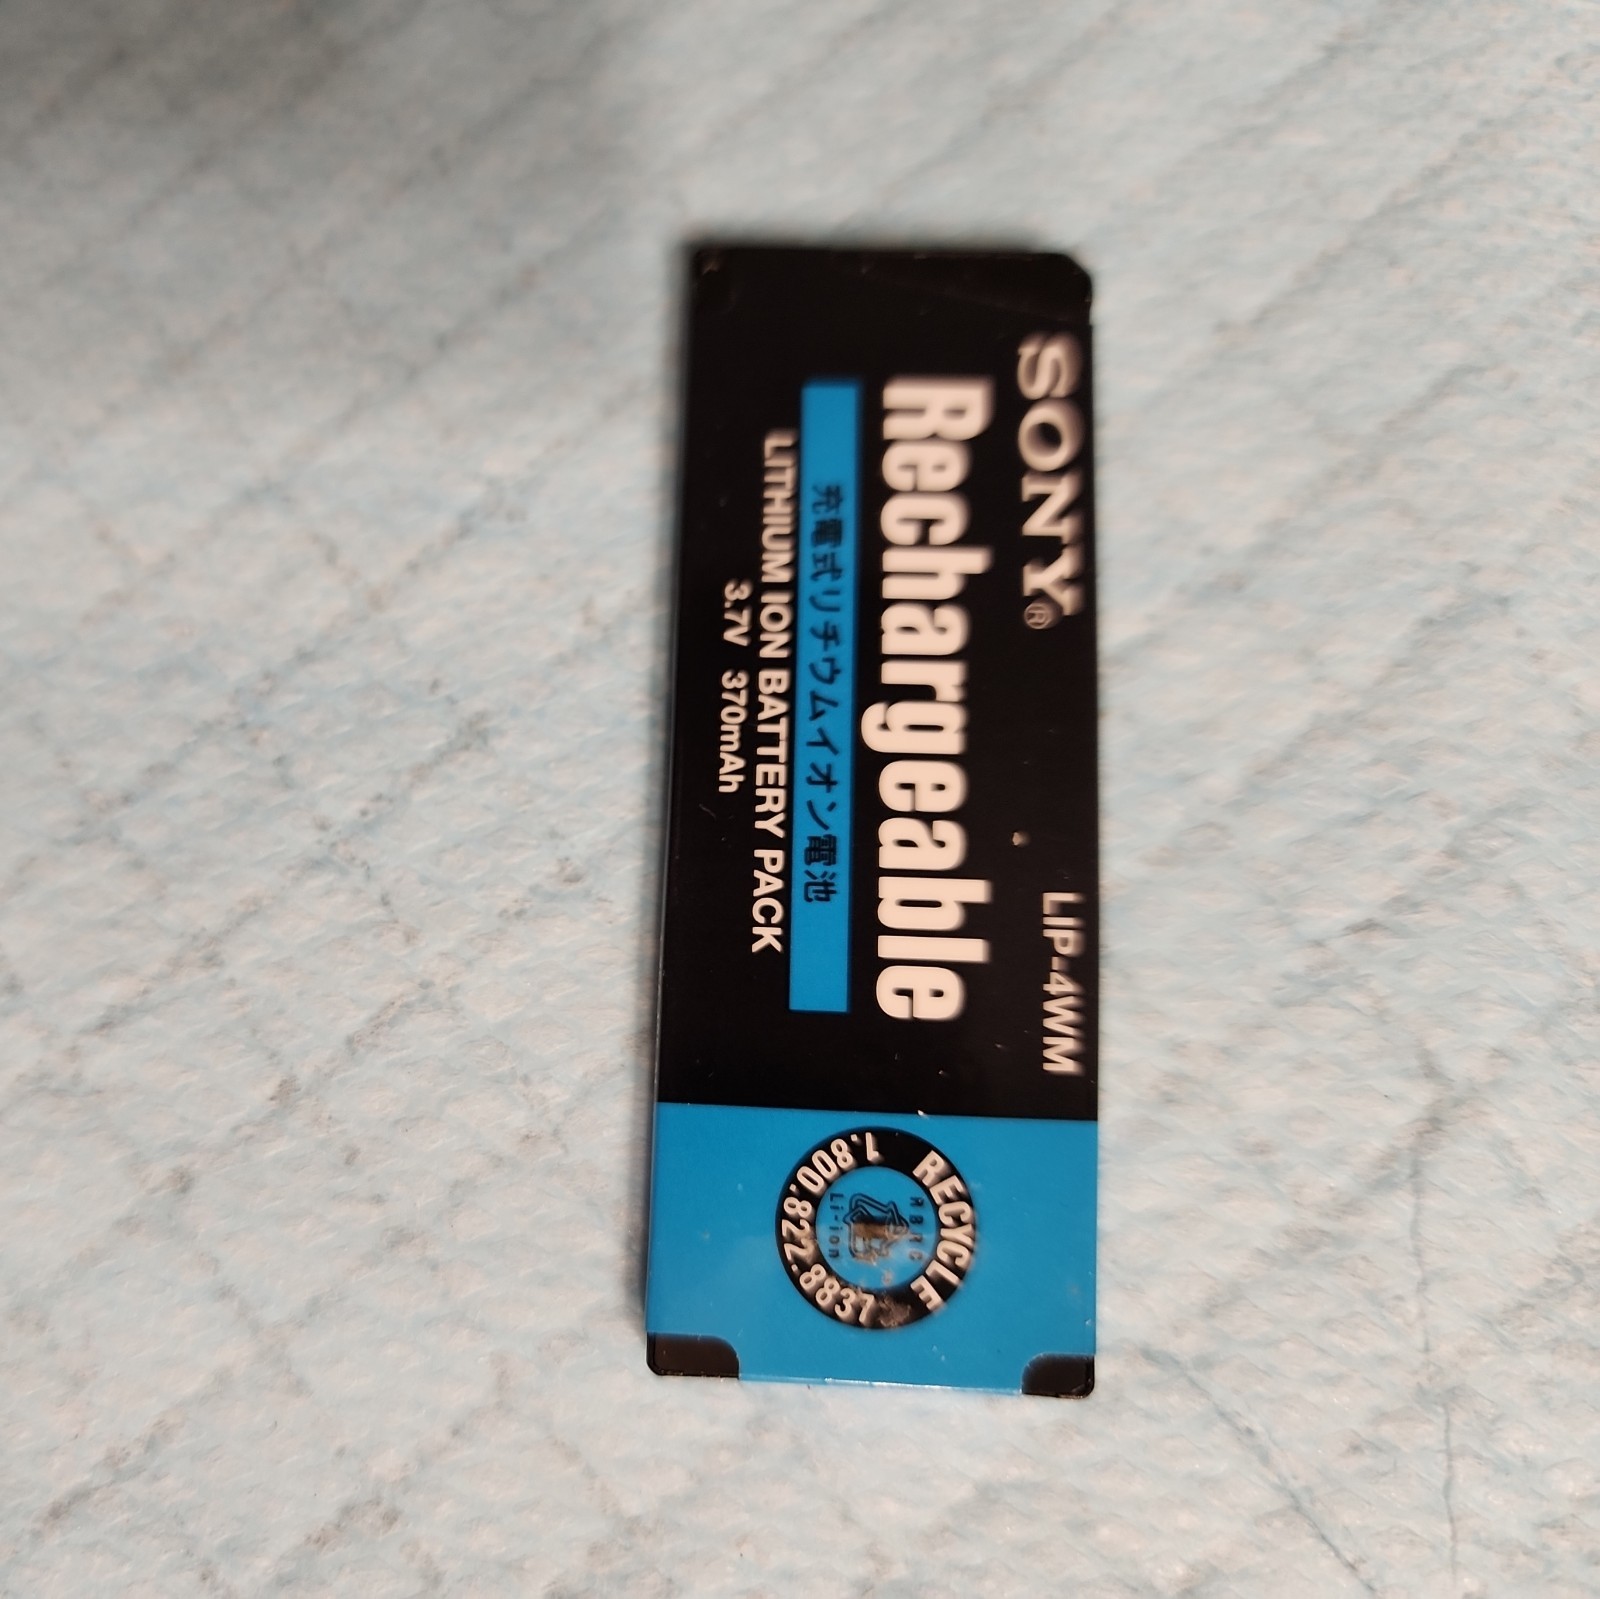 SONY®
LIP-4WM
Rechargeable
充電式リチウムイオン電池
LITHIUM ION BATTERY PACK
3.7V 370mAh
RECYCLE
RBRC
Li-ion
1.800.822.8837